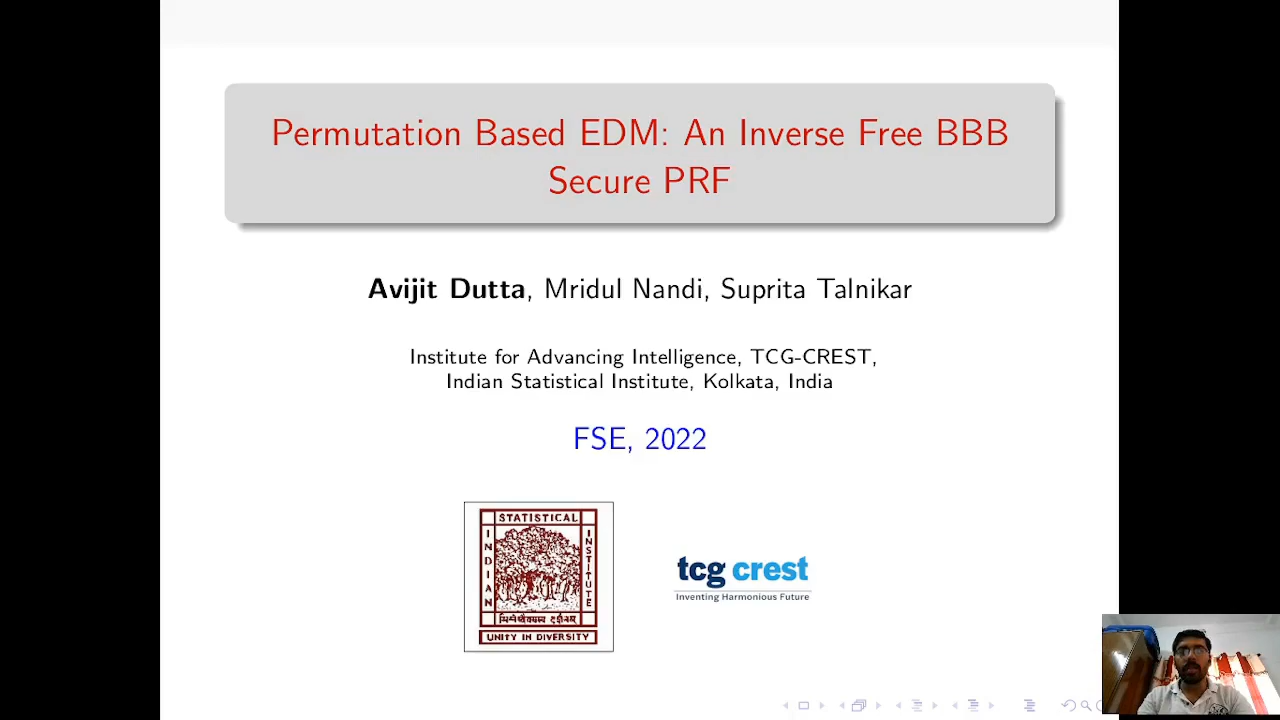 Permutation Based EDM: An Inverse Free BBB
Secure PRF
Avijit Dutta, Mridul Nandi, Suprita Talnikar
Institute for Advancing Intelligence, TCG-CREST,
Indian Statistical Institute, Kolkata, India
FSE, 2022
STATISTICAL
INDIAN
INSTITUTE
UNITY IN DIVERSITY
tcg crest
Inventing Harmonious Future